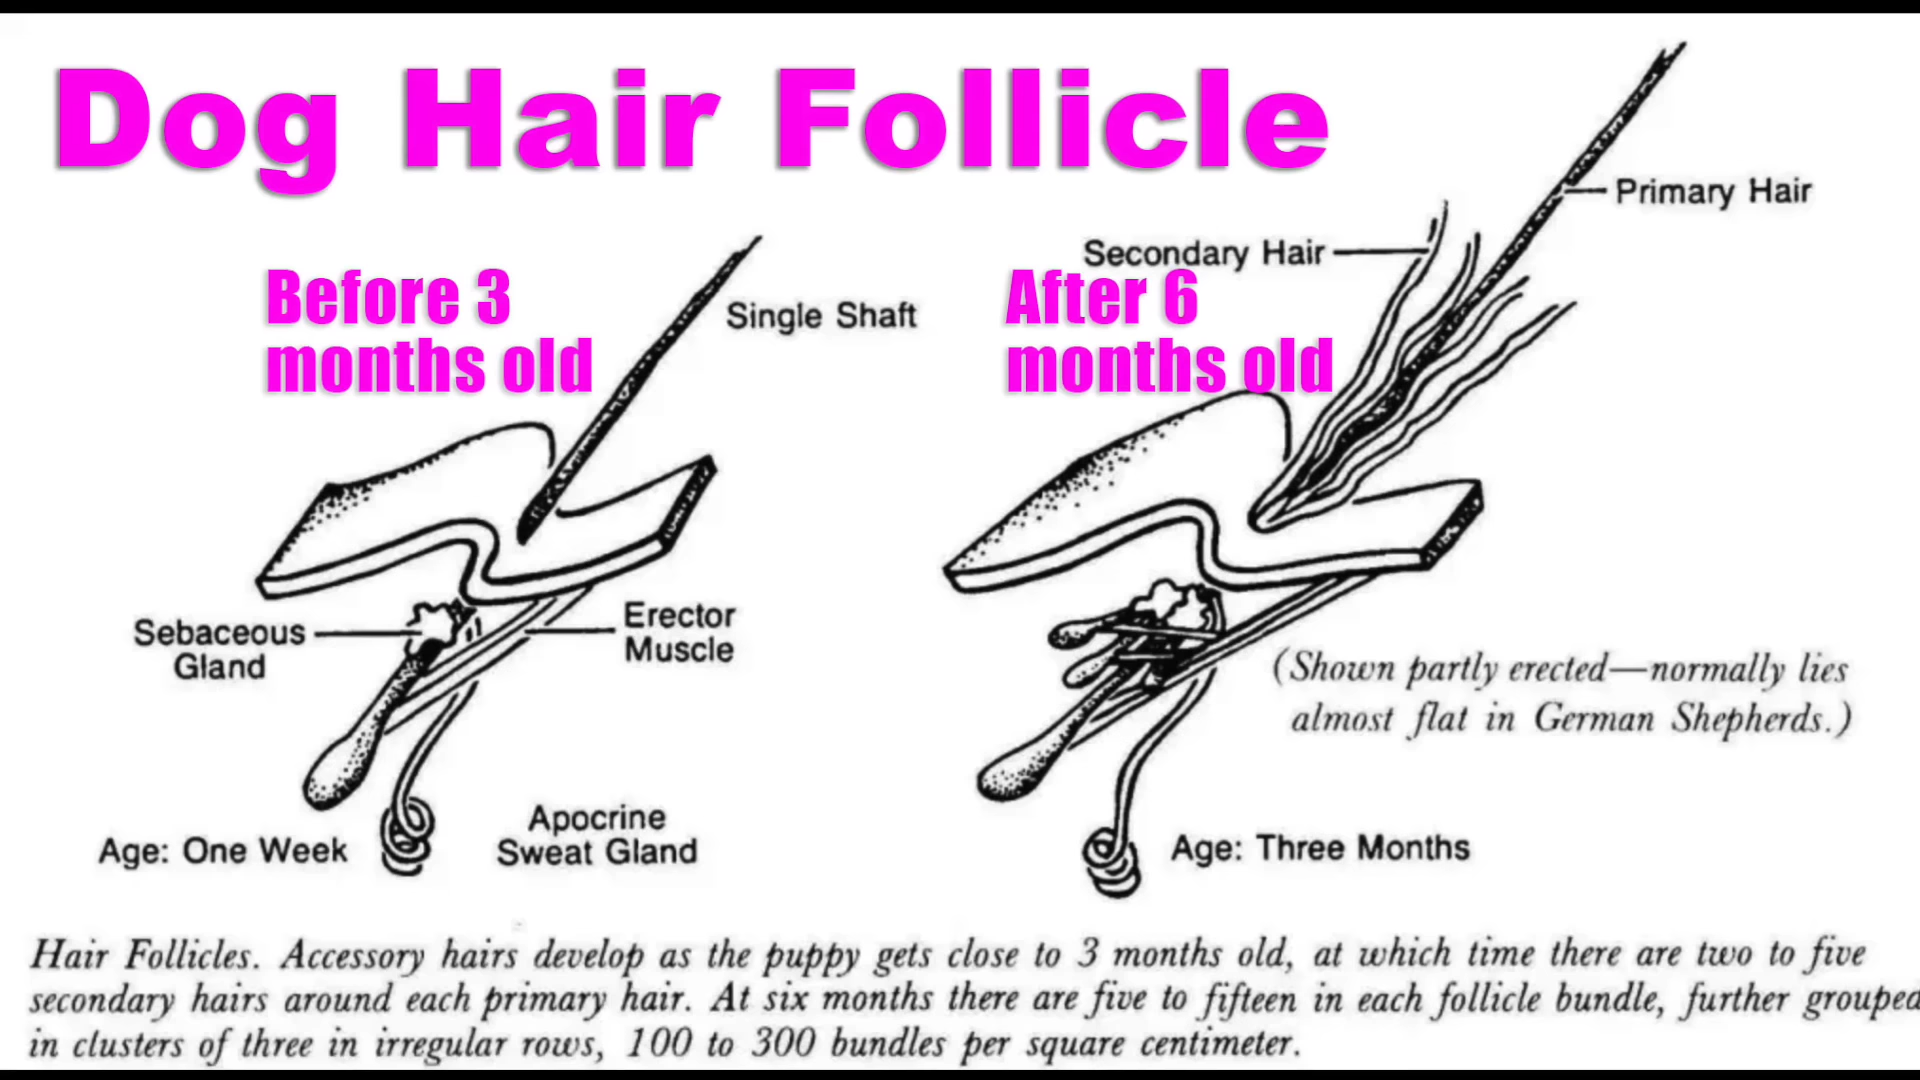 Dog Hair Follicle
Before 3
months old
Single Shaft
Sebaceous
Gland
Erector
Muscle
Age: One Week
Apocrine
Sweat Gland
Primary Hair
Secondary Hair
After 6
months old
(Shown partly erected—normally lies
almost flat in German Shepherds.)
Age: Three Months
Hair Follicles. Accessory hairs develop as the puppy gets close to 3 months old, at which time there are two to five
secondary hairs around each primary hair. At six months there are five to fifteen in each follicle bundle, further grouped
in clusters of three in irregular rows, 100 to 300 bundles per square centimeter.